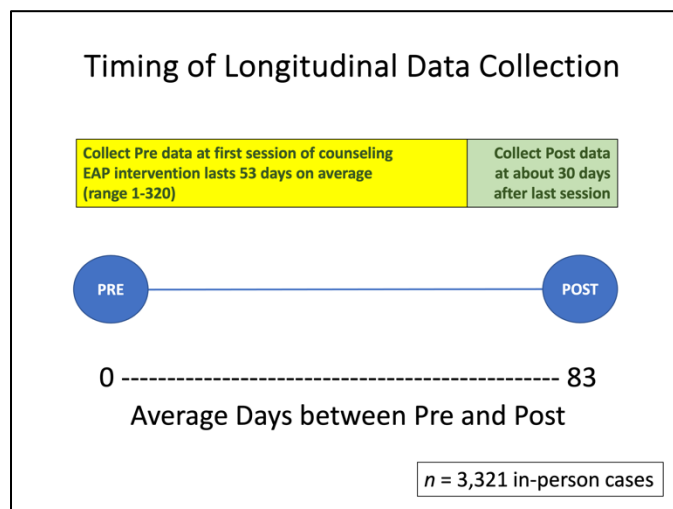 Timing of Longitudinal Data Collection
Collect Pre data at first session of counseling
EAP intervention lasts 53 days on average
(range 1-320)
Collect Post data
at about 30 days
after last session
PRE
POST
0 ------------------------------------------------ 83
Average Days between Pre and Post
n = 3,321 in-person cases